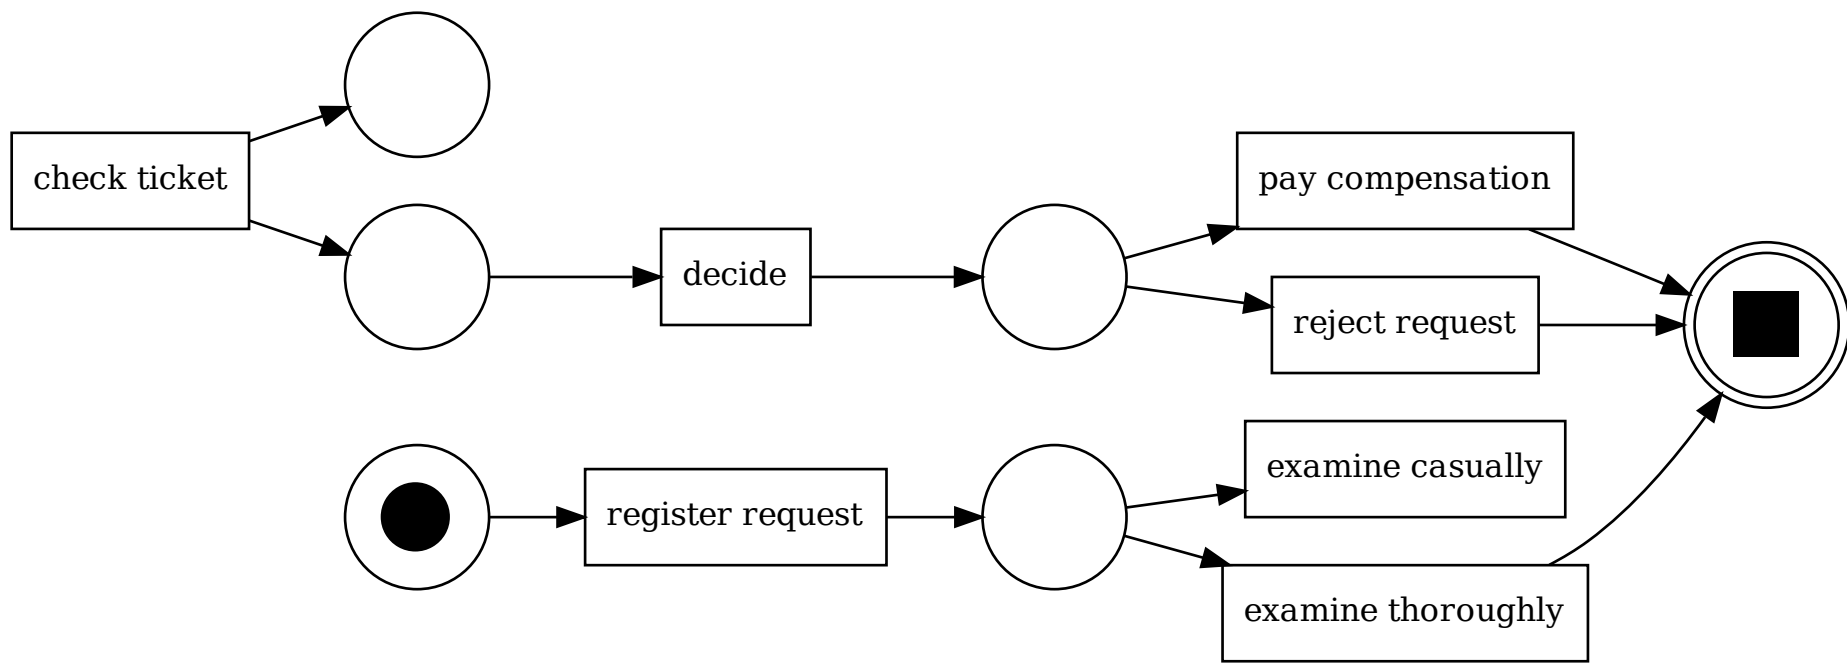 check ticket
decide
pay compensation
reject request
register request
examine casually
examine thoroughly